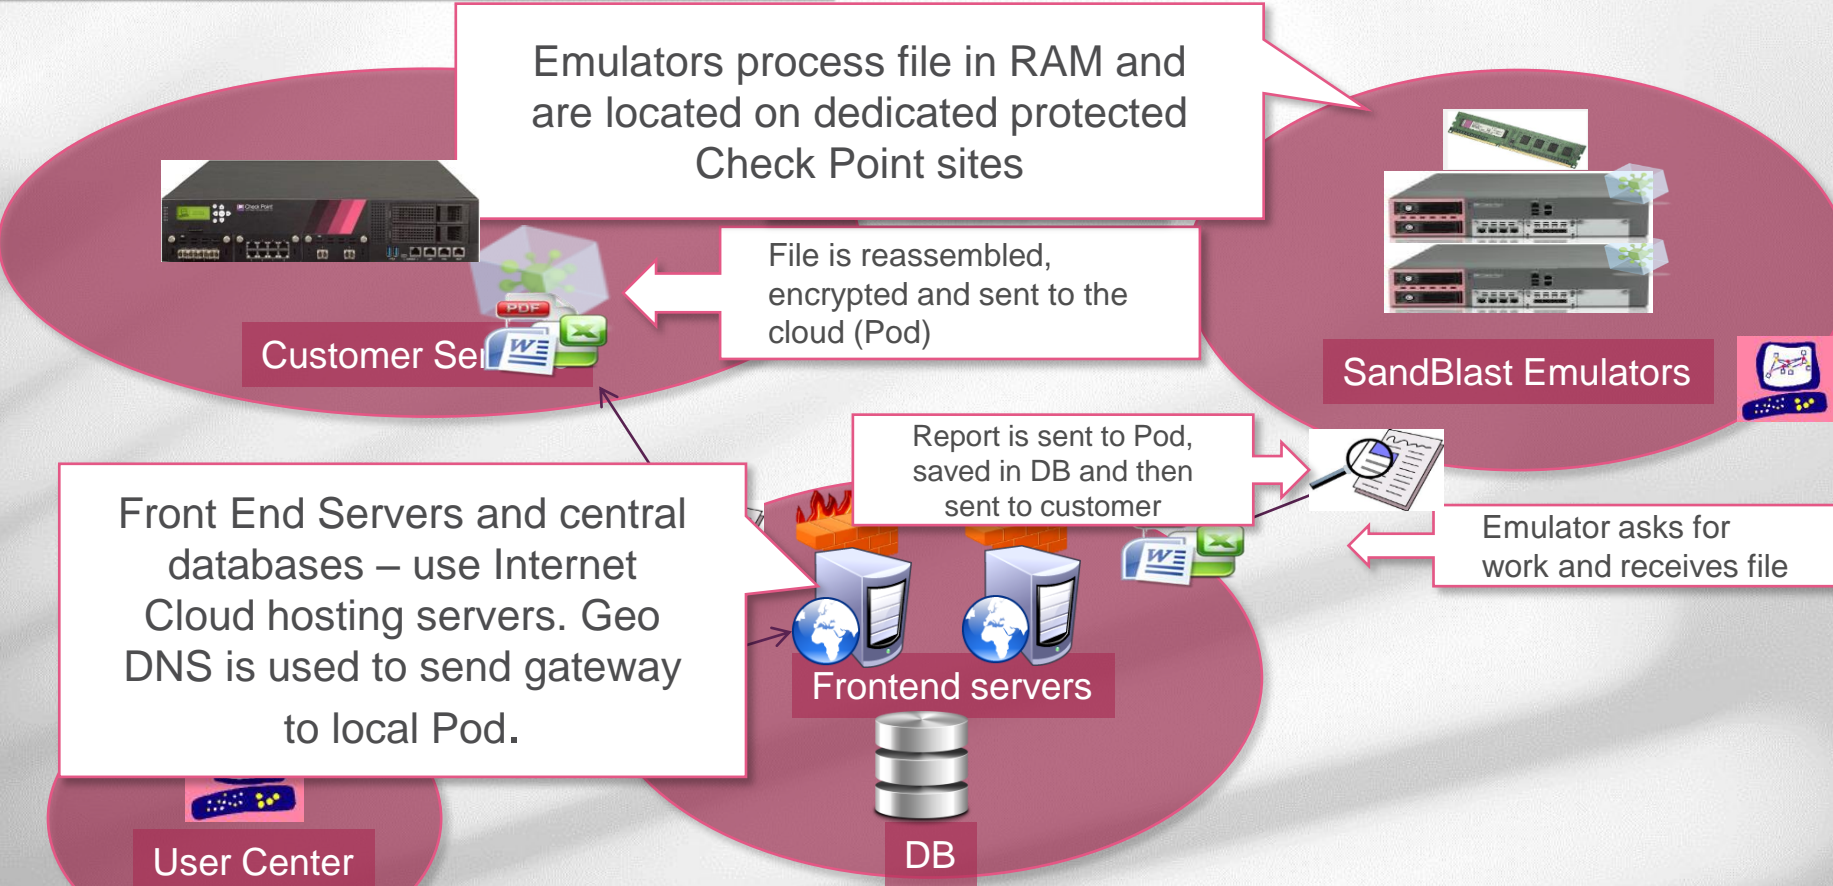 Emulators process file in RAM and
are located on dedicated protected
Check Point sites
Check Point
File is reassembled,
encrypted and sent to the
cloud (Pod)
PDF
Customer Ser
SandBlast Emulators
Report is sent to Pod,
saved in DB and then
sent to customer
Emulator asks for
work and receives file
Front End Servers and central
databases – use Internet
Cloud hosting servers. Geo
DNS is used to send gateway
to local Pod.
Frontend servers
User Center
DB